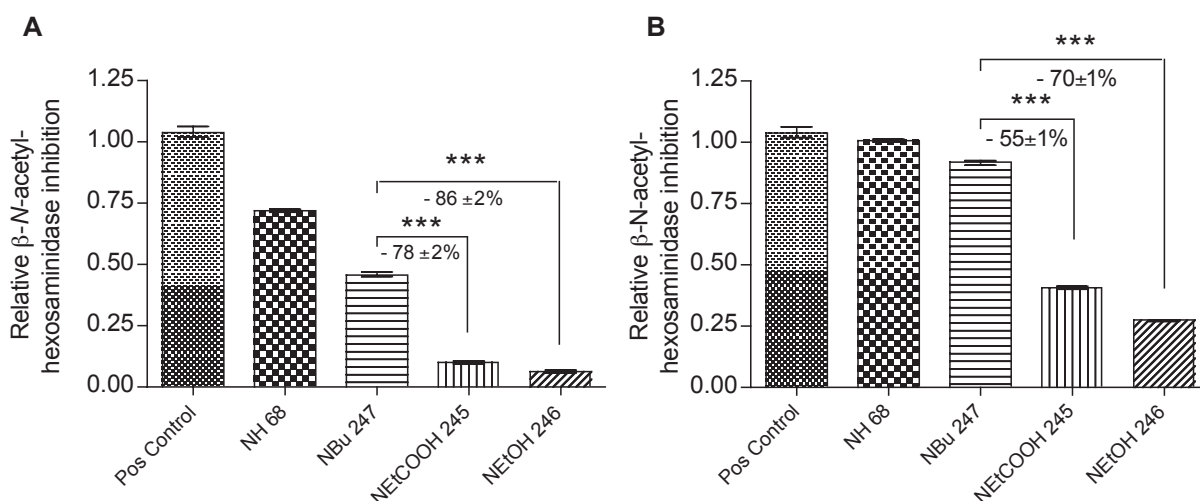 A
Relative β-N-acetyl-
hexosaminidase inhibition
1.25
1.00
0.75
0.50
0.25
0.00
***
- 86 ±2%
***
- 78 ±2%
Pos Control
NH 68
NBu 247
NEtCOOH 245
NEtOH 246
B
Relative β-N-acetyl-
hexosaminidase inhibition
1.25
1.00
0.75
0.50
0.25
0.00
***
- 70±1%
***
- 55±1%
Pos Control
NH 68
NBu 247
NEtCOOH 245
NEtOH 246